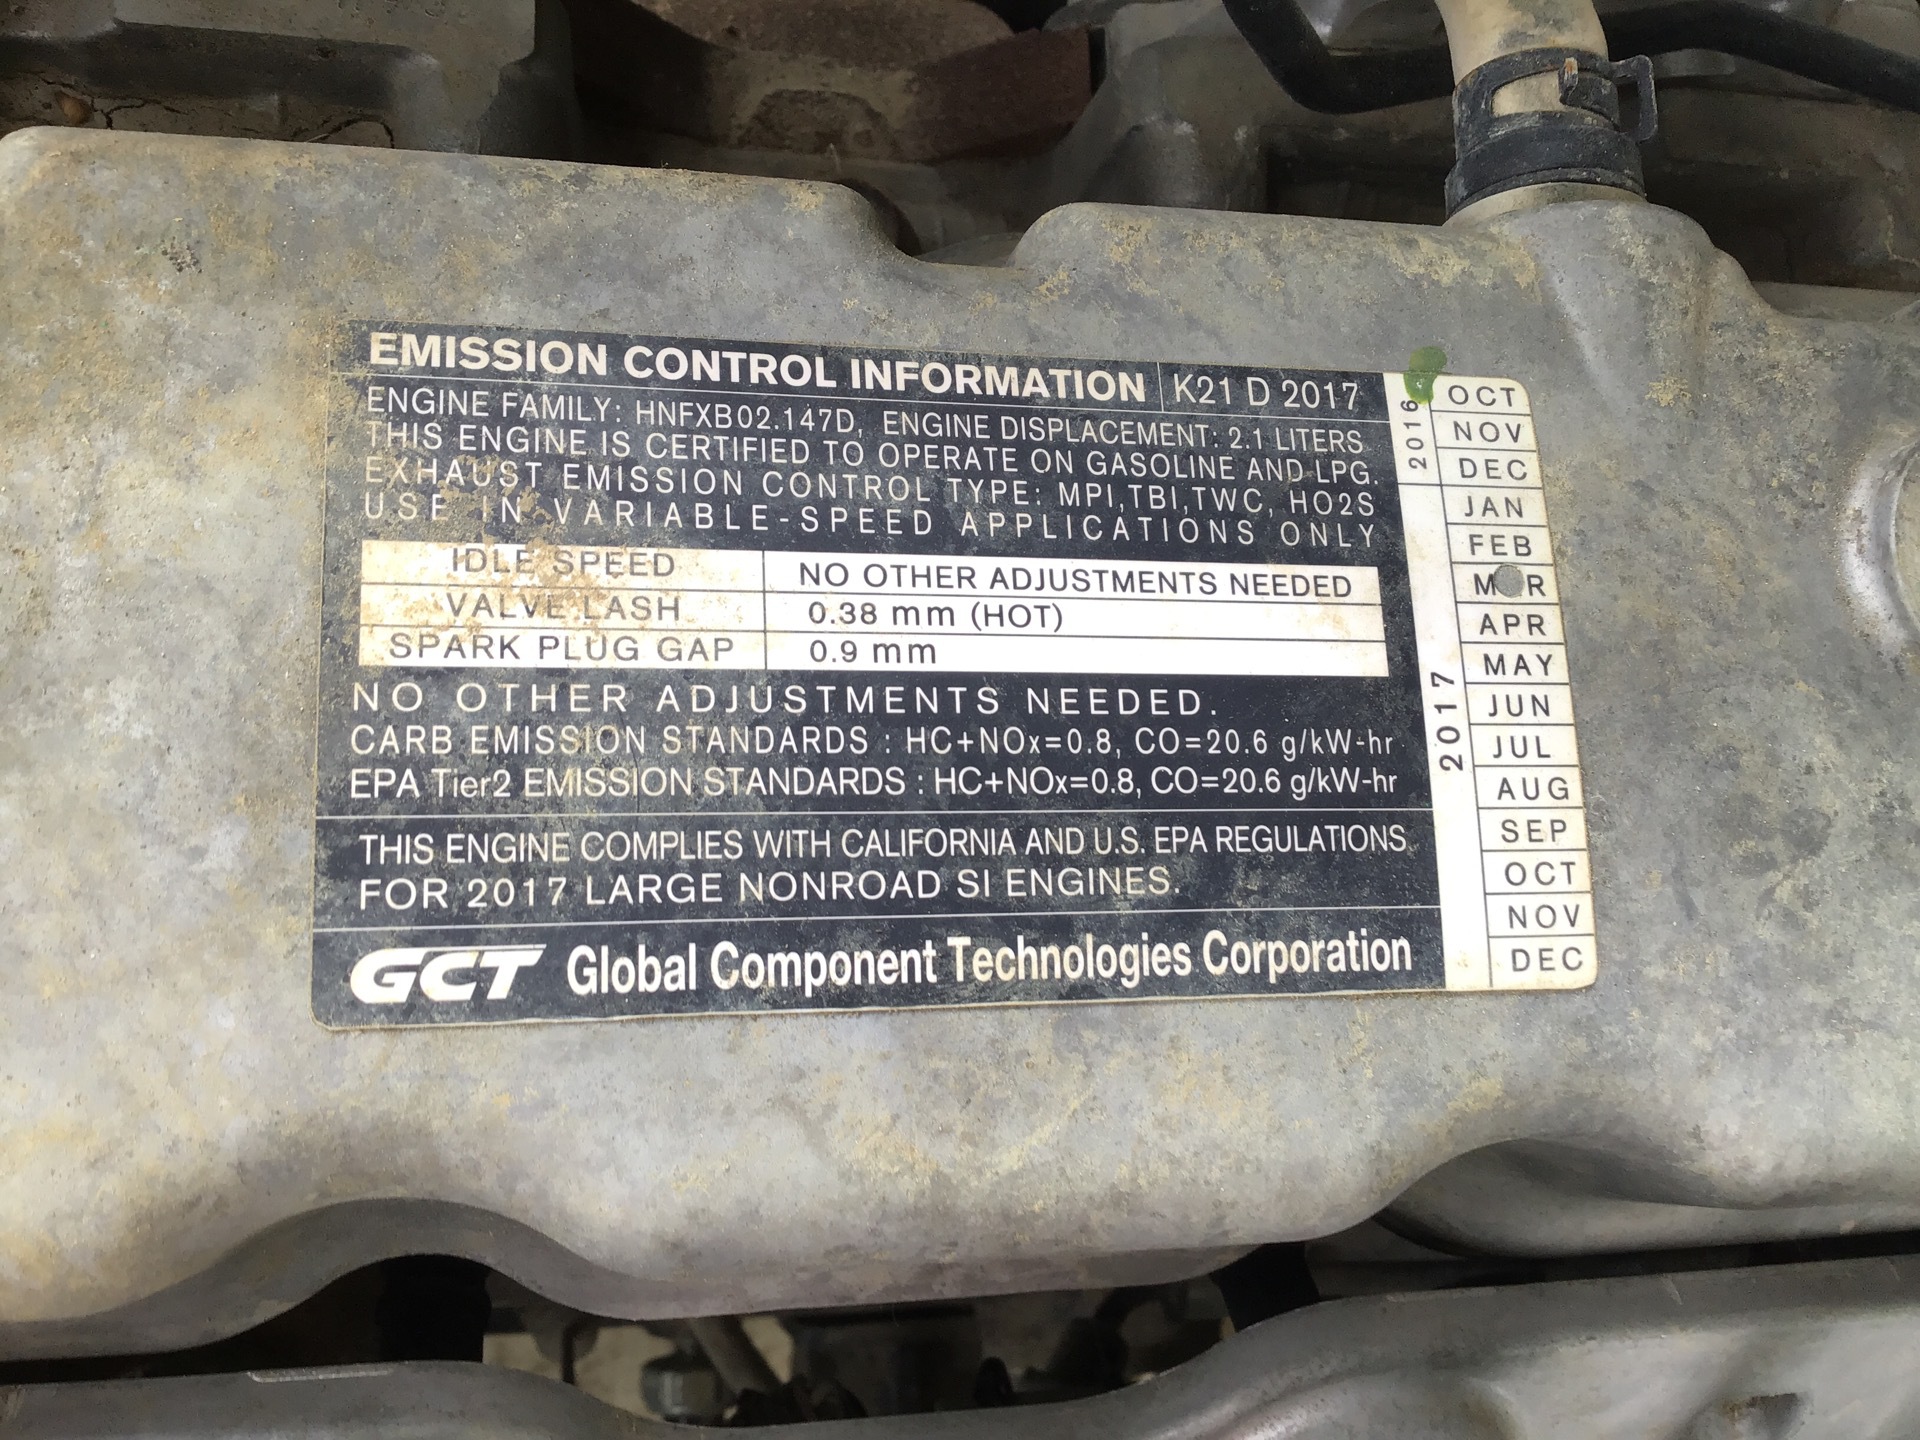 EMISSION CONTROL INFORMATION K21 D 2017
ENGINE FAMILY: HNFXB02.147D, ENGINE DISPLACEMENT: 2.1 LITERS
THIS ENGINE IS CERTIFIED TO OPERATE ON GASOLINE AND LPG.
EXHAUST EMISSION CONTROL TYPE: MPI,TBI,TWC, HO2S
USE IN VARIABLE-SPEED APPLICATIONS ONLY
IDLE SPEED NO OTHER ADJUSTMENTS NEEDED
VALVE LASH 0.38 mm (HOT)
SPARK PLUG GAP 0.9 mm
NO OTHER ADJUSTMENTS NEEDED.
CARB EMISSION STANDARDS : HC+NOx=0.8, CO=20.6 g/kW-hr
EPA Tier2 EMISSION STANDARDS : HC+NOx=0.8, CO=20.6 g/kW-hr
THIS ENGINE COMPLIES WITH CALIFORNIA AND U.S. EPA REGULATIONS
FOR 2017 LARGE NONROAD SI ENGINES.
GCT Global Component Technologies Corporation
2016
OCT
NOV
DEC
2017
JAN
FEB
MAR
APR
MAY
JUN
JUL
AUG
SEP
OCT
NOV
DEC